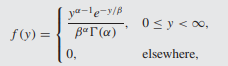 f(y) = { y^{α−1}e^{−y/β} / β^α Γ(α), 0 ≤ y < ∞,
0, elsewhere,